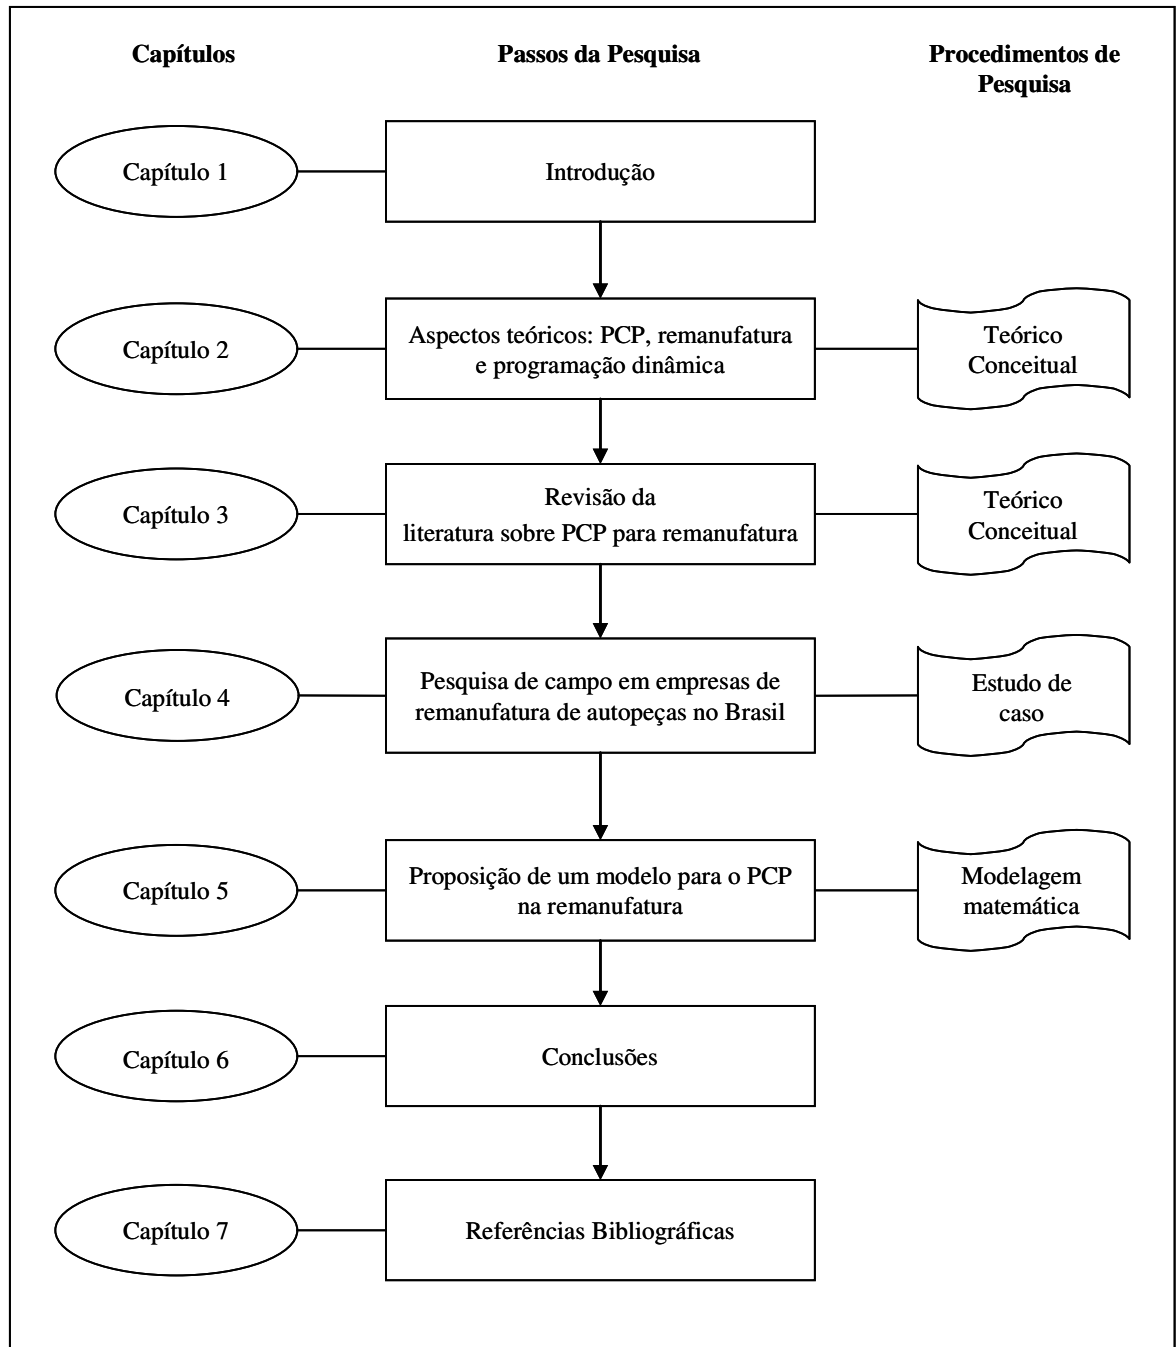 Capítulos
Passos da Pesquisa
Procedimentos de
Pesquisa
Capítulo 1
Introdução
Capítulo 2
Aspectos teóricos: PCP, remanufatura
e programação dinâmica
Teórico
Conceitual
Capítulo 3
Revisão da
literatura sobre PCP para remanufatura
Teórico
Conceitual
Capítulo 4
Pesquisa de campo em empresas de
remanufatura de autopeças no Brasil
Estudo de
caso
Capítulo 5
Proposição de um modelo para o PCP
na remanufatura
Modelagem
matemática
Capítulo 6
Conclusões
Capítulo 7
Referências Bibliográficas